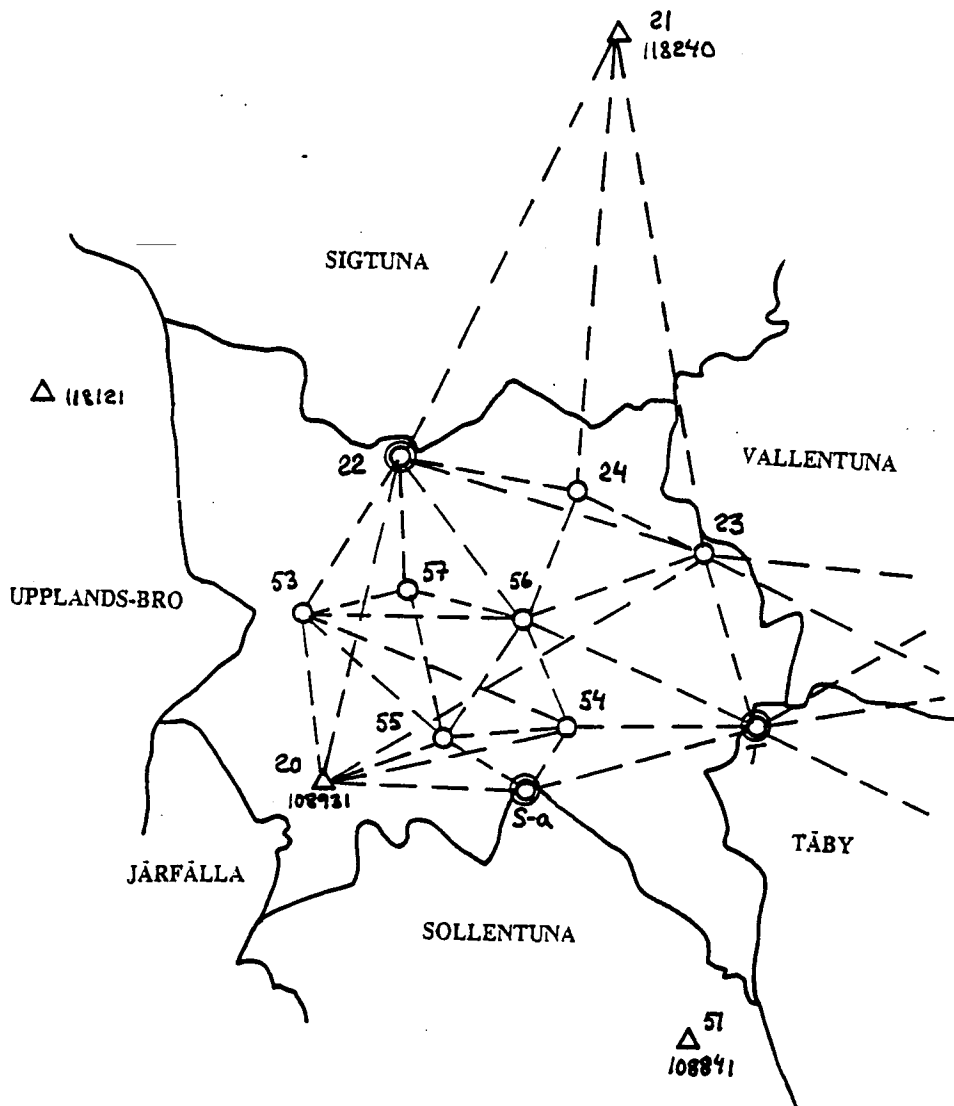 21
118240
SIGTUNA
118121
22
24
VALLENTUNA
23
53
57
56
UPPLANDS-BRO
54
55
20
108931
S-a
TÄBY
JÄRFÄLLA
SOLLENTUNA
51
108841